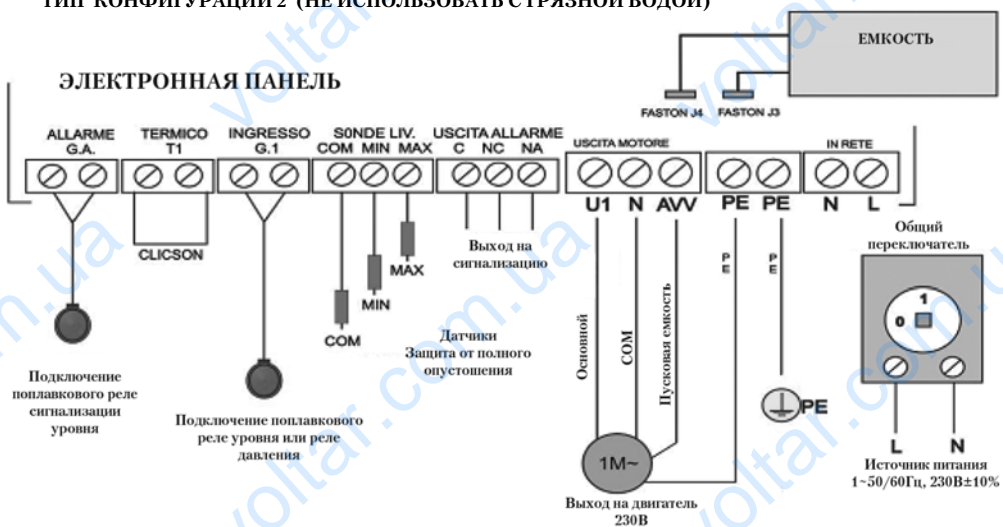 ТИП КОНФИГУРАЦИИ 2 (НЕ ИСПОЛЬЗОВАТЬ С ГРЯЗНОЙ ВОДОЙ)
ЕМКОСТЬ
ЭЛЕКТРОННАЯ ПАНЕЛЬ
FASTON J4 FASTON J3
ALLARME TERMICO INGRESSO SONDE LIV. USCITA ALLARME USCITA MOTORE IN RETE
G.A. T1 G.1 COM MIN MAX C NC NA
U1 N AVV PE PE N L
CLICSON
MAX
MIN
COM
Выход на
сигнализацию
Общий
переключатель
1
0
PE
PE
Основной
COM
Пусковая емкость
Датчики
Защита от полного
опустошения
Подключение
поплавкового реле
сигнализации
уровня
Подключение поплавкового
реле уровня или реле
давления
PE
1M~
Выход на двигатель
230В
L N
Источник питания
1~50/60Гц, 230В±10%
voltar.com.ua